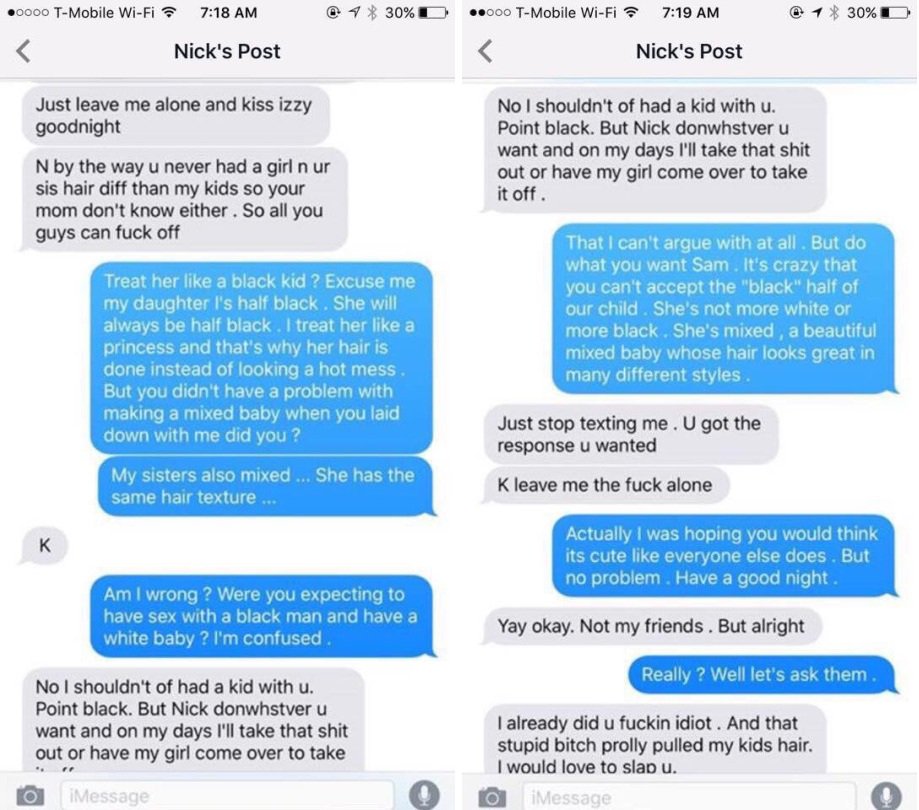 T-Mobile Wi-Fi 7:18 AM 30%
Nick's Post
Just leave me alone and kiss izzy
goodnight
N by the way u never had a girl n ur
sis hair diff than my kids so your
mom don't know either . So all you
guys can fuck off
Treat her like a black kid ? Excuse me
my daughter I's half black . She will
always be half black . I treat her like a
princess and that's why her hair is
done instead of looking a hot mess .
But you didn't have a problem with
making a mixed baby when you laid
down with me did you ?
My sisters also mixed ... She has the
same hair texture ...
K
Am I wrong ? Were you expecting to
have sex with a black man and have a
white baby ? I'm confused .
No I shouldn't of had a kid with u.
Point black. But Nick donwhstver u
want and on my days I'll take that shit
out or have my girl come over to take
iMessage
T-Mobile Wi-Fi 7:19 AM 30%
Nick's Post
No I shouldn't of had a kid with u.
Point black. But Nick donwhstver u
want and on my days I'll take that shit
out or have my girl come over to take
it off .
That I can't argue with at all . But do
what you want Sam . It's crazy that
you can't accept the "black" half of
our child . She's not more white or
more black . She's mixed , a beautiful
mixed baby whose hair looks great in
many different styles .
Just stop texting me . U got the
response u wanted
K leave me the fuck alone
Actually I was hoping you would think
its cute like everyone else does . But
no problem . Have a good night .
Yay okay. Not my friends . But alright
Really ? Well let's ask them .
I already did u fuckin idiot . And that
stupid bitch prolly pulled my kids hair.
I would love to slap u.
iMessage